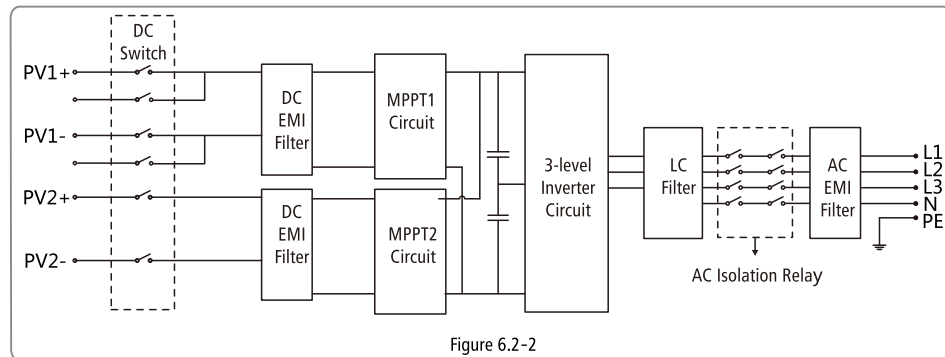 DC
Switch
PV1+
PV1-
PV2+
PV2-
DC
EMI
Filter
DC
EMI
Filter
MPPT1
Circuit
MPPT2
Circuit
3-level
Inverter
Circuit
LC
Filter
AC
EMI
Filter
L1
L2
L3
N
PE
AC Isolation Relay
Figure 6.2-2